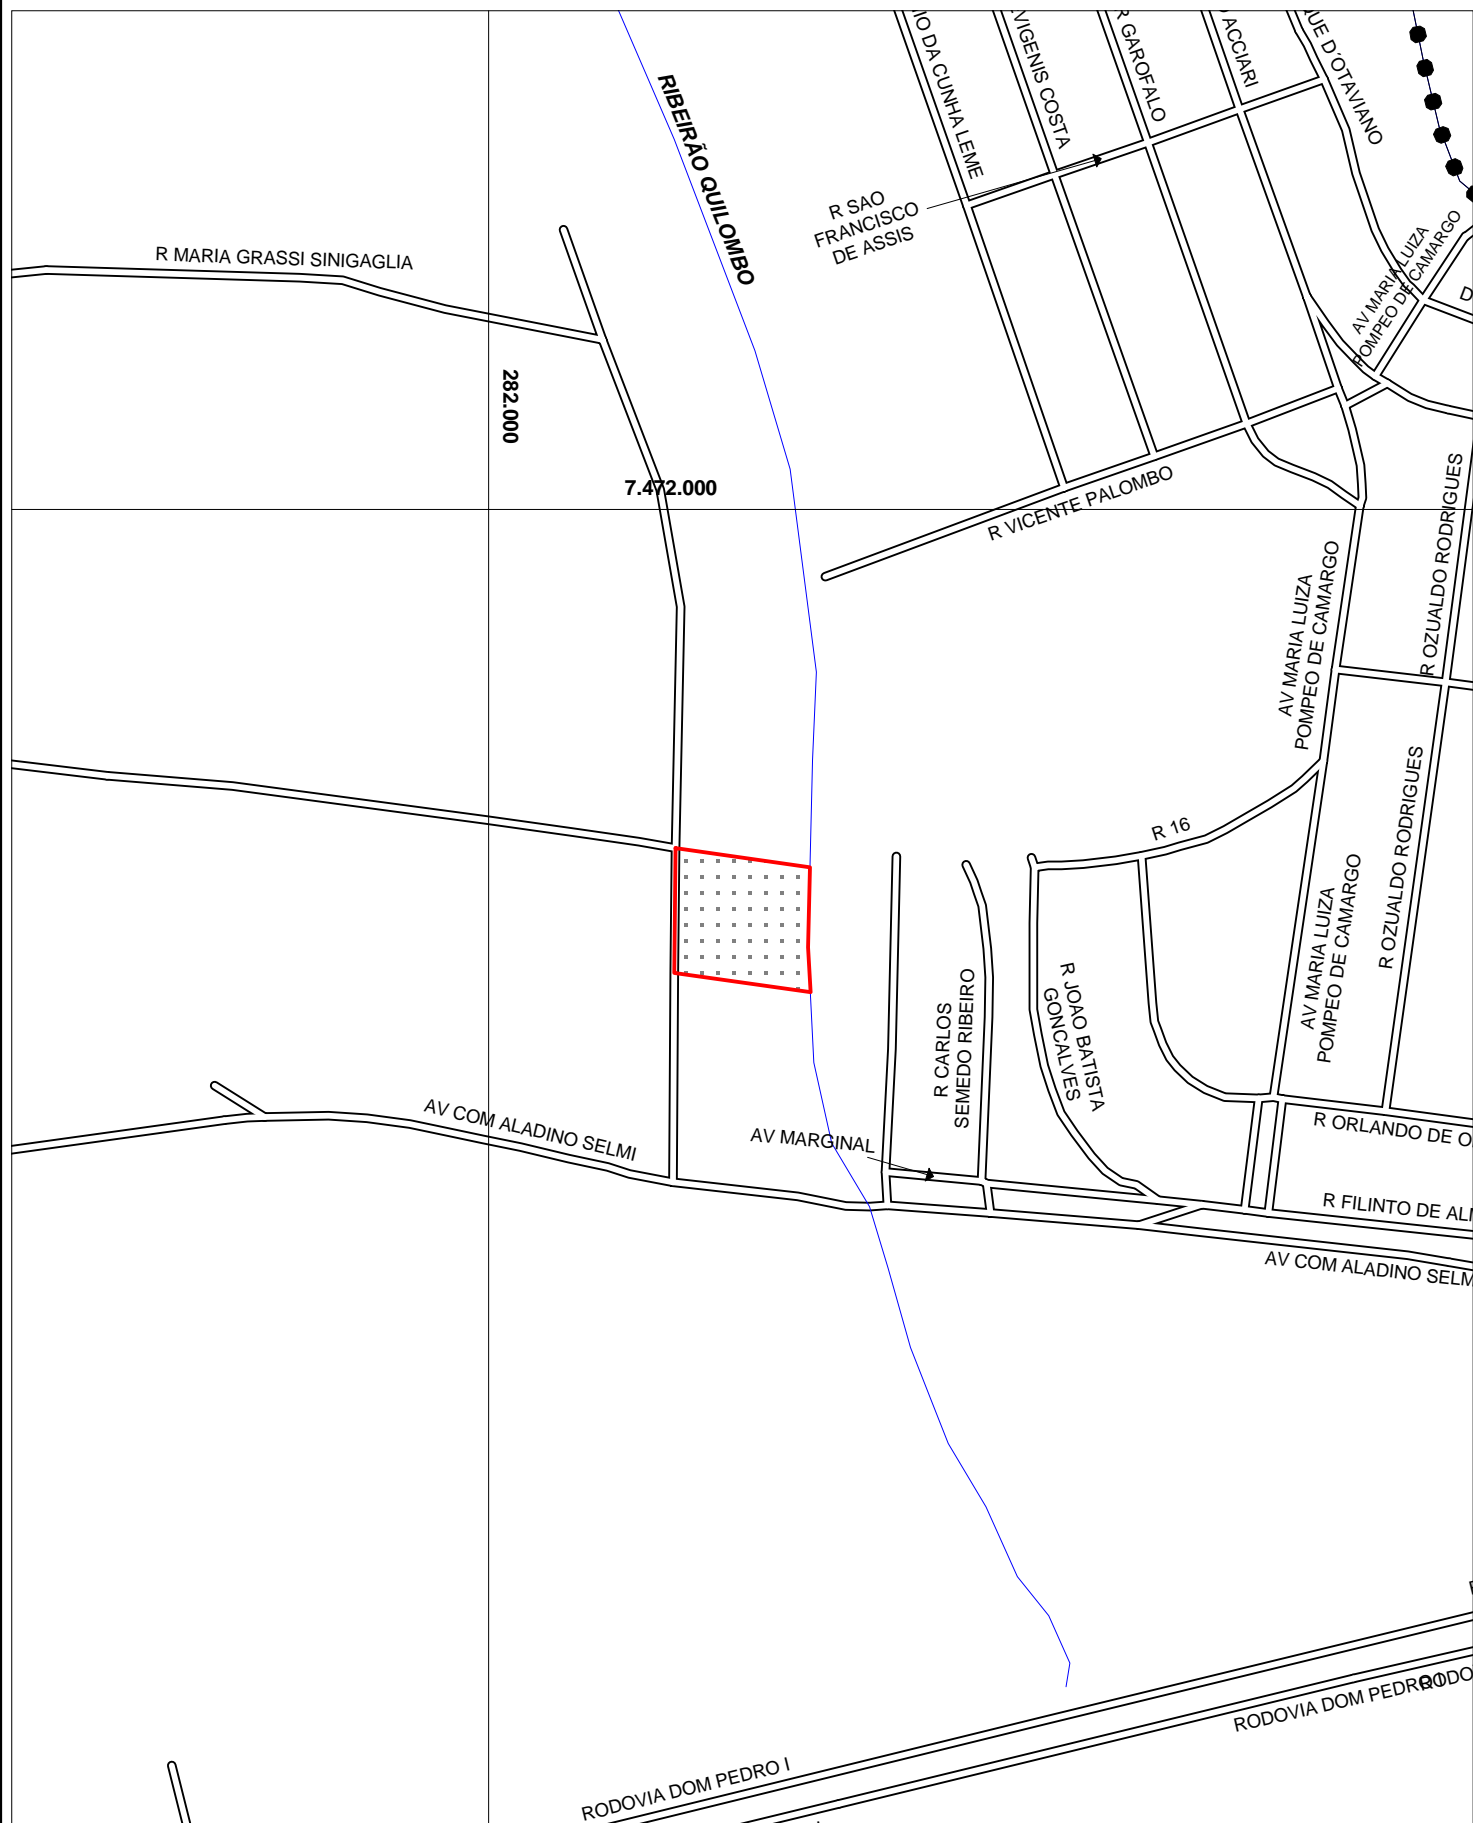 RIBEIRÃO QUILOMBO
DA CUNHA LEME
VIGENIS COSTA
R GAROFALO
ACCIARI
D'OTAVIANO
R SAO
FRANCISCO
DE ASSIS
R MARIA GRASSI SINIGAGLIA
AV MARIA LUIZA
POMPEO DE CAMARGO
D
282.000
7.472.000
R VICENTE PALOMBO
R OZUALDO RODRIGUES
AV MARIA LUIZA
POMPEO DE CAMARGO
R 16
R OZUALDO RODRIGUES
AV MARIA LUIZA
POMPEO DE CAMARGO
R CARLOS
SEMEDO RIBEIRO
R JOAO BATISTA
GONCALVES
AV COM ALADINO SELMI
AV MARGINAL
R ORLANDO DE O
R FILINTO DE AL
AV COM ALADINO SELM
RODOVIA DOM PEDRO I
RODO
RODOVIA DOM PEDRO I